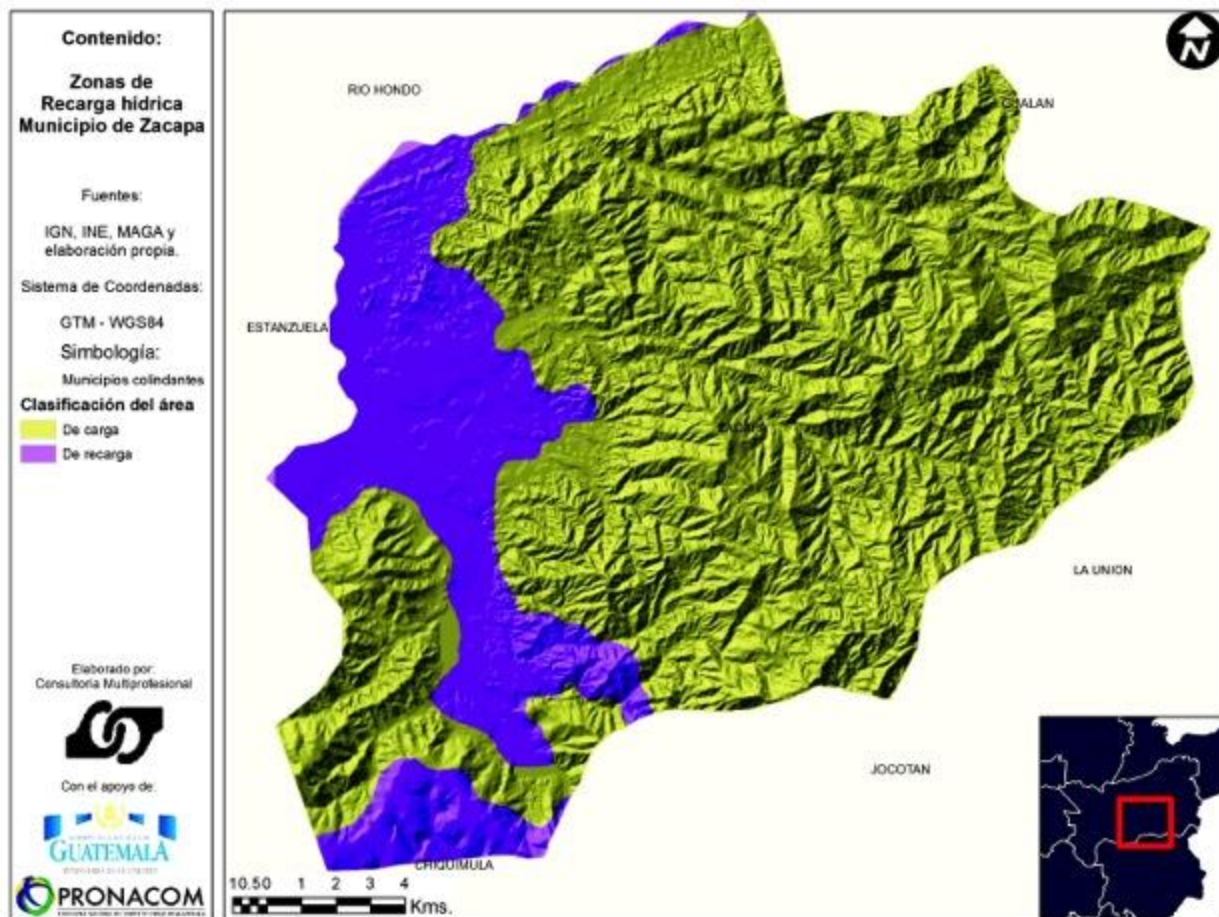 Contenido:
Zonas de
Recarga hídrica
Municipio de Zacapa
Fuentes:
IGN, INE, MAGA y
elaboración propia.
Sistema de Coordenadas:
GTM - WGS84
Simbología:
Municipios colindantes
Clasificación del área
De carga
De recarga
Elaborado por:
Consultoria Multiprofesional
Con el apoyo de:
GUATEMALA
PRONACOM
RIO HONDO
N
ESTANZUELA
LA UNION
JOCOTAN
CHIQUIMULA
10.50 1 2 3 4
Kms.